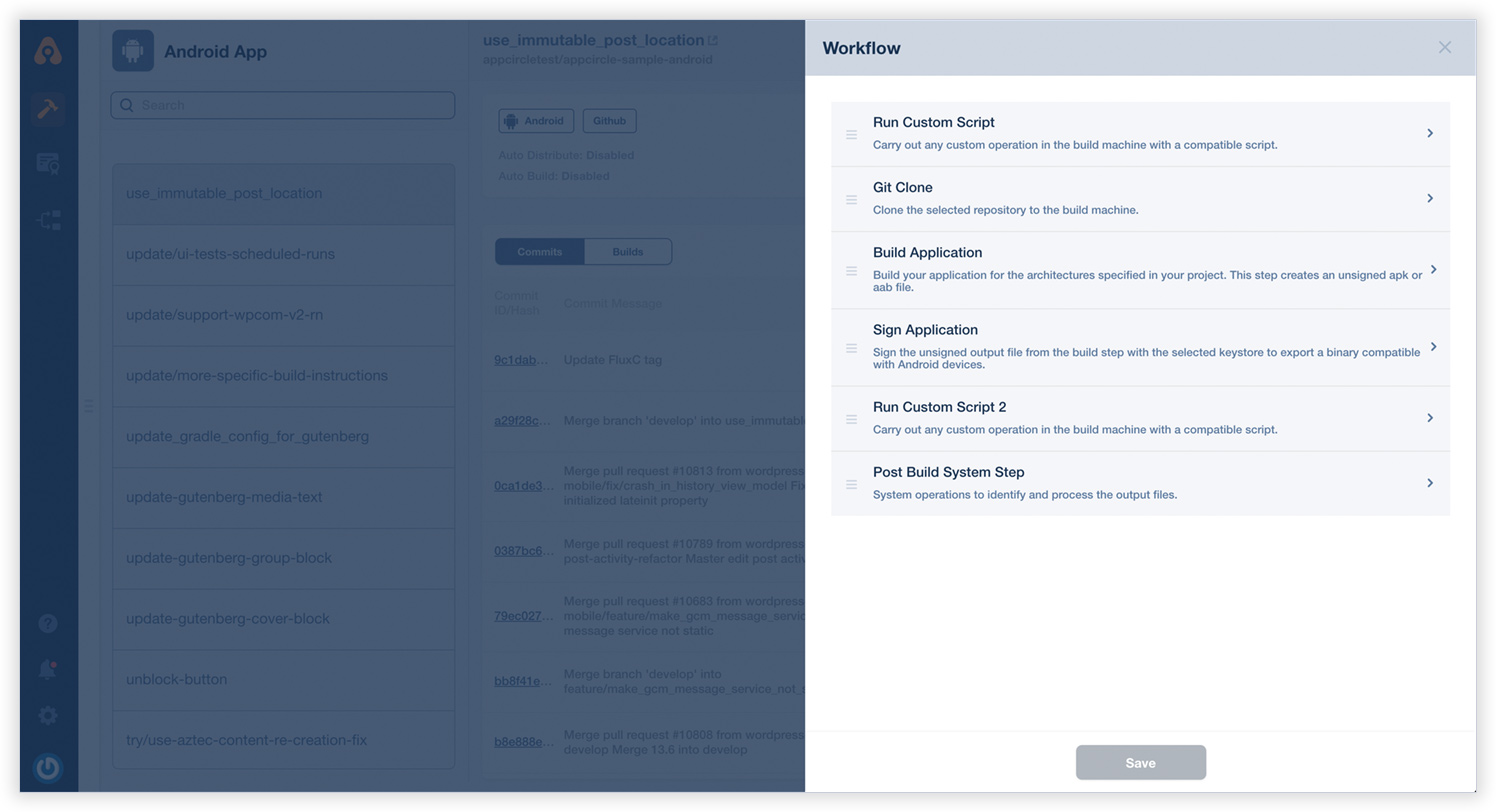 Android App
Search
use_immutable_post_location
update/ui-tests-scheduled-runs
update/support-wpcom-v2-rn
update/more-specific-build-instructions
update_gradle_config_for_gutenberg
update-gutenberg-media-text
update-gutenberg-group-block
update-gutenberg-cover-block
unblock-button
try/use-aztec-content-re-creation-fix
use_immutable_post_location
appcircletest/appcircle-sample-android
Android Github
Auto Distribute: Disabled
Auto Build: Disabled
Commits Builds
Commit
ID/Hash
Commit Message
9c1dab...
Update FluxC tag
a29f28c...
Merge branch 'develop' into use_immutabl
0ca1de3...
Merge pull request #10813 from wordpress
mobile/fix/crash_in_history_view_model Fix
initialized lateinit property
0387bc6...
Merge pull request #10789 from wordpress
post-activity-refactor Master edit post activ
79ec027...
Merge pull request #10683 from wordpress
mobile/feature/make_gcm_message_servic
message service not static
bb8f41e...
Merge branch 'develop' into
feature/make_gcm_message_service_not_s
b8e888e...
Merge pull request #10808 from wordpress
develop Merge 13.6 into develop
Workflow
Run Custom Script
Carry out any custom operation in the build machine with a compatible script.
Git Clone
Clone the selected repository to the build machine.
Build Application
Build your application for the architectures specified in your project. This step creates an unsigned apk or
aab file.
Sign Application
Sign the unsigned output file from the build step with the selected keystore to export a binary compatible
with Android devices.
Run Custom Script 2
Carry out any custom operation in the build machine with a compatible script.
Post Build System Step
System operations to identify and process the output files.
Save